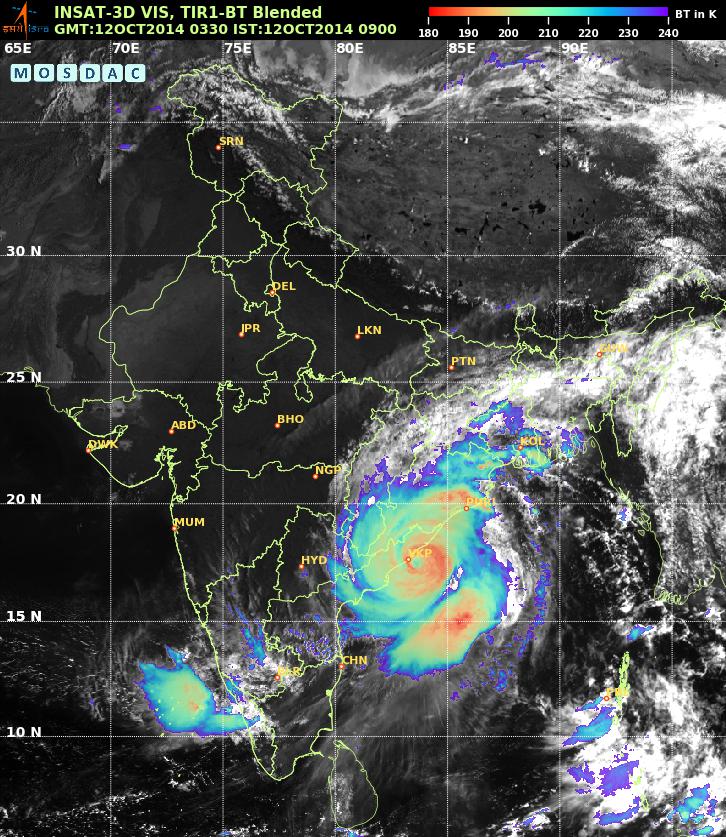 INSAT-3D VIS, TIR1-BT Blended
GMT:12OCT2014 0330 IST:12OCT2014 0900
BT in K
180 190 200 210 220 230 240
65E 70E 75E 80E 85E 90E
MOSDAC
SRN
30 N
DEL
JPR
LKN
PTN
25 N
ABD
BHO
DWK
KOL
NGP
20 N
MUM
VKP
HYD
15 N
CHN
10 N